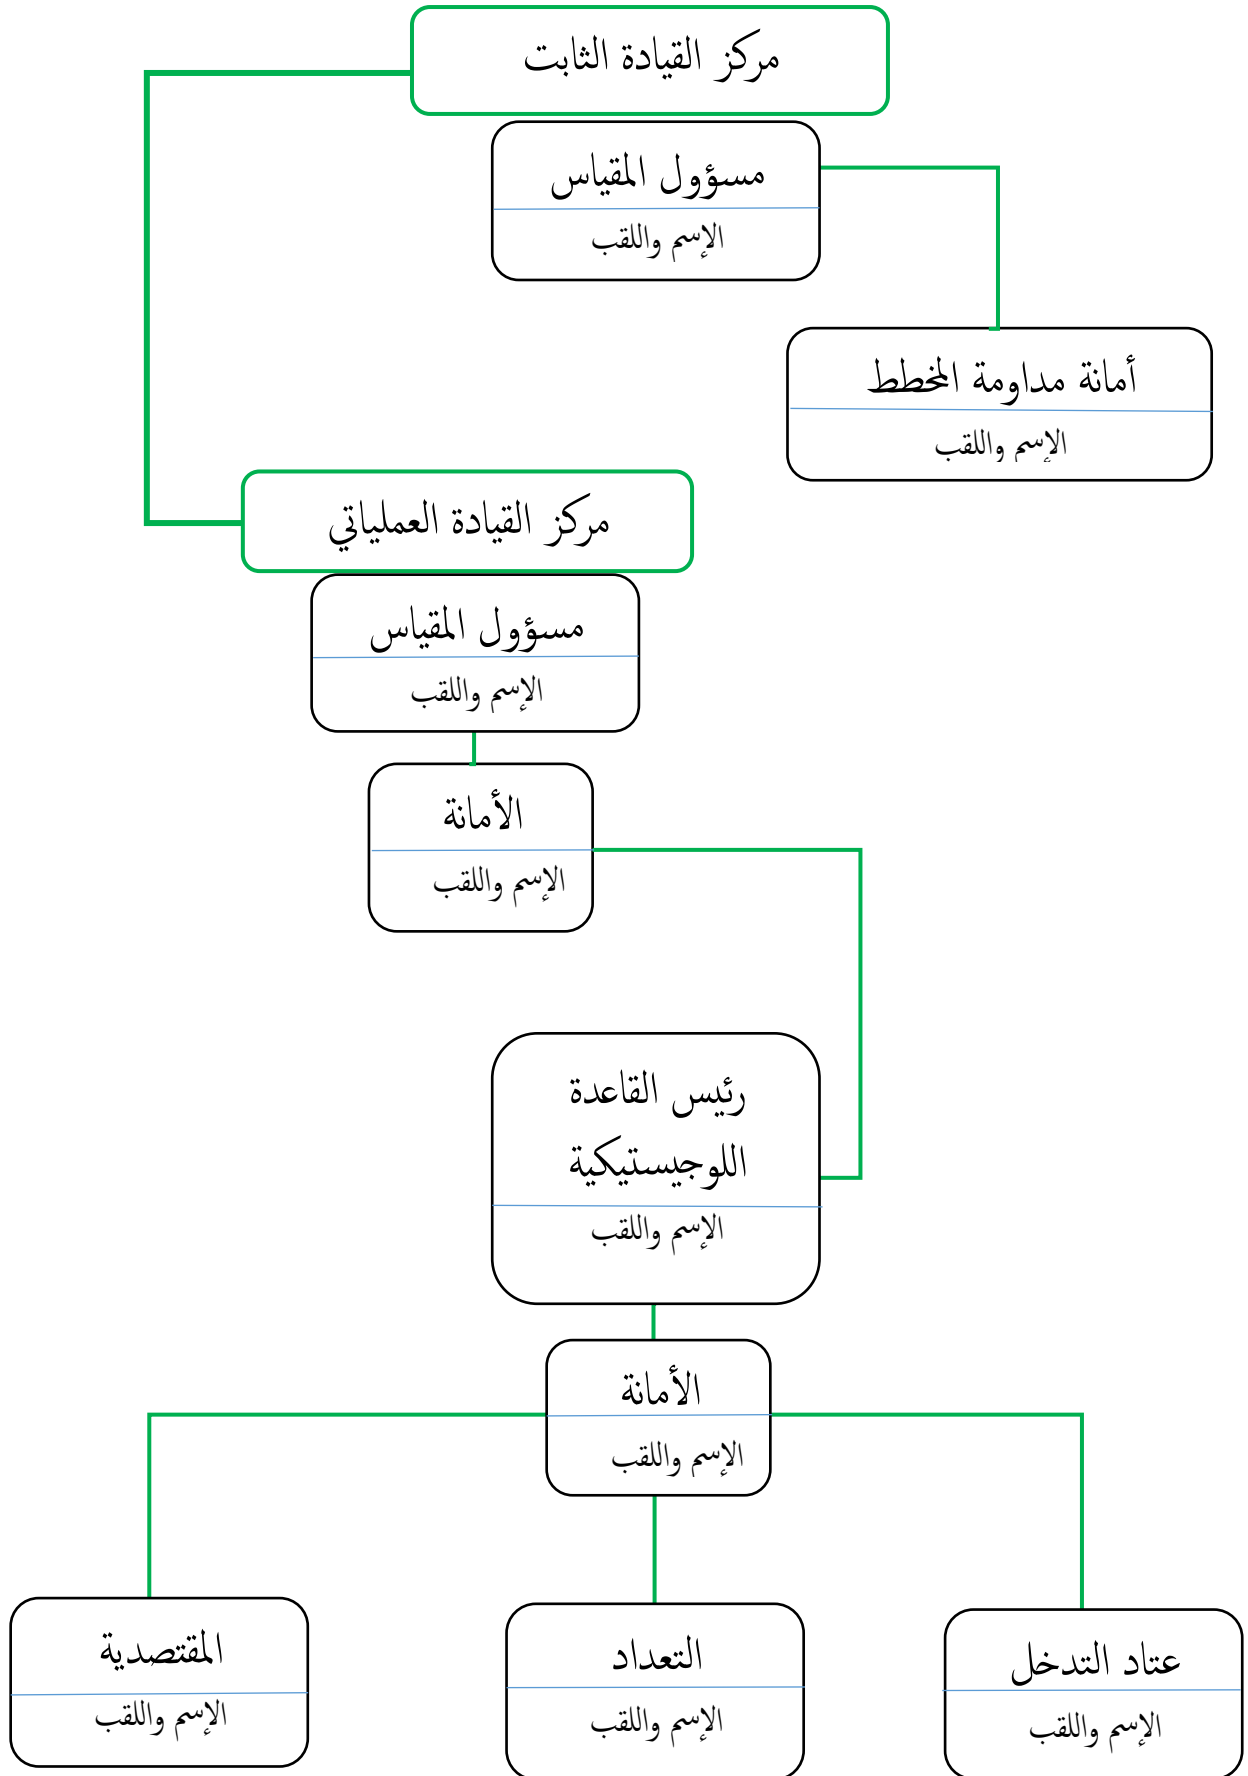 مركز القيادة الثابت
مسؤول المقياس
الإسم واللقب
أمانة مداومة المخطط
الإسم واللقب
مركز القيادة العملياتي
مسؤول المقياس
الإسم واللقب
الأمانة
الإسم واللقب
رئيس القاعدة
اللوجيستيكية
الإسم واللقب
الأمانة
الإسم واللقب
عتاد التدخل
الإسم واللقب
التعداد
الإسم واللقب
المقتصدية
الإسم واللقب